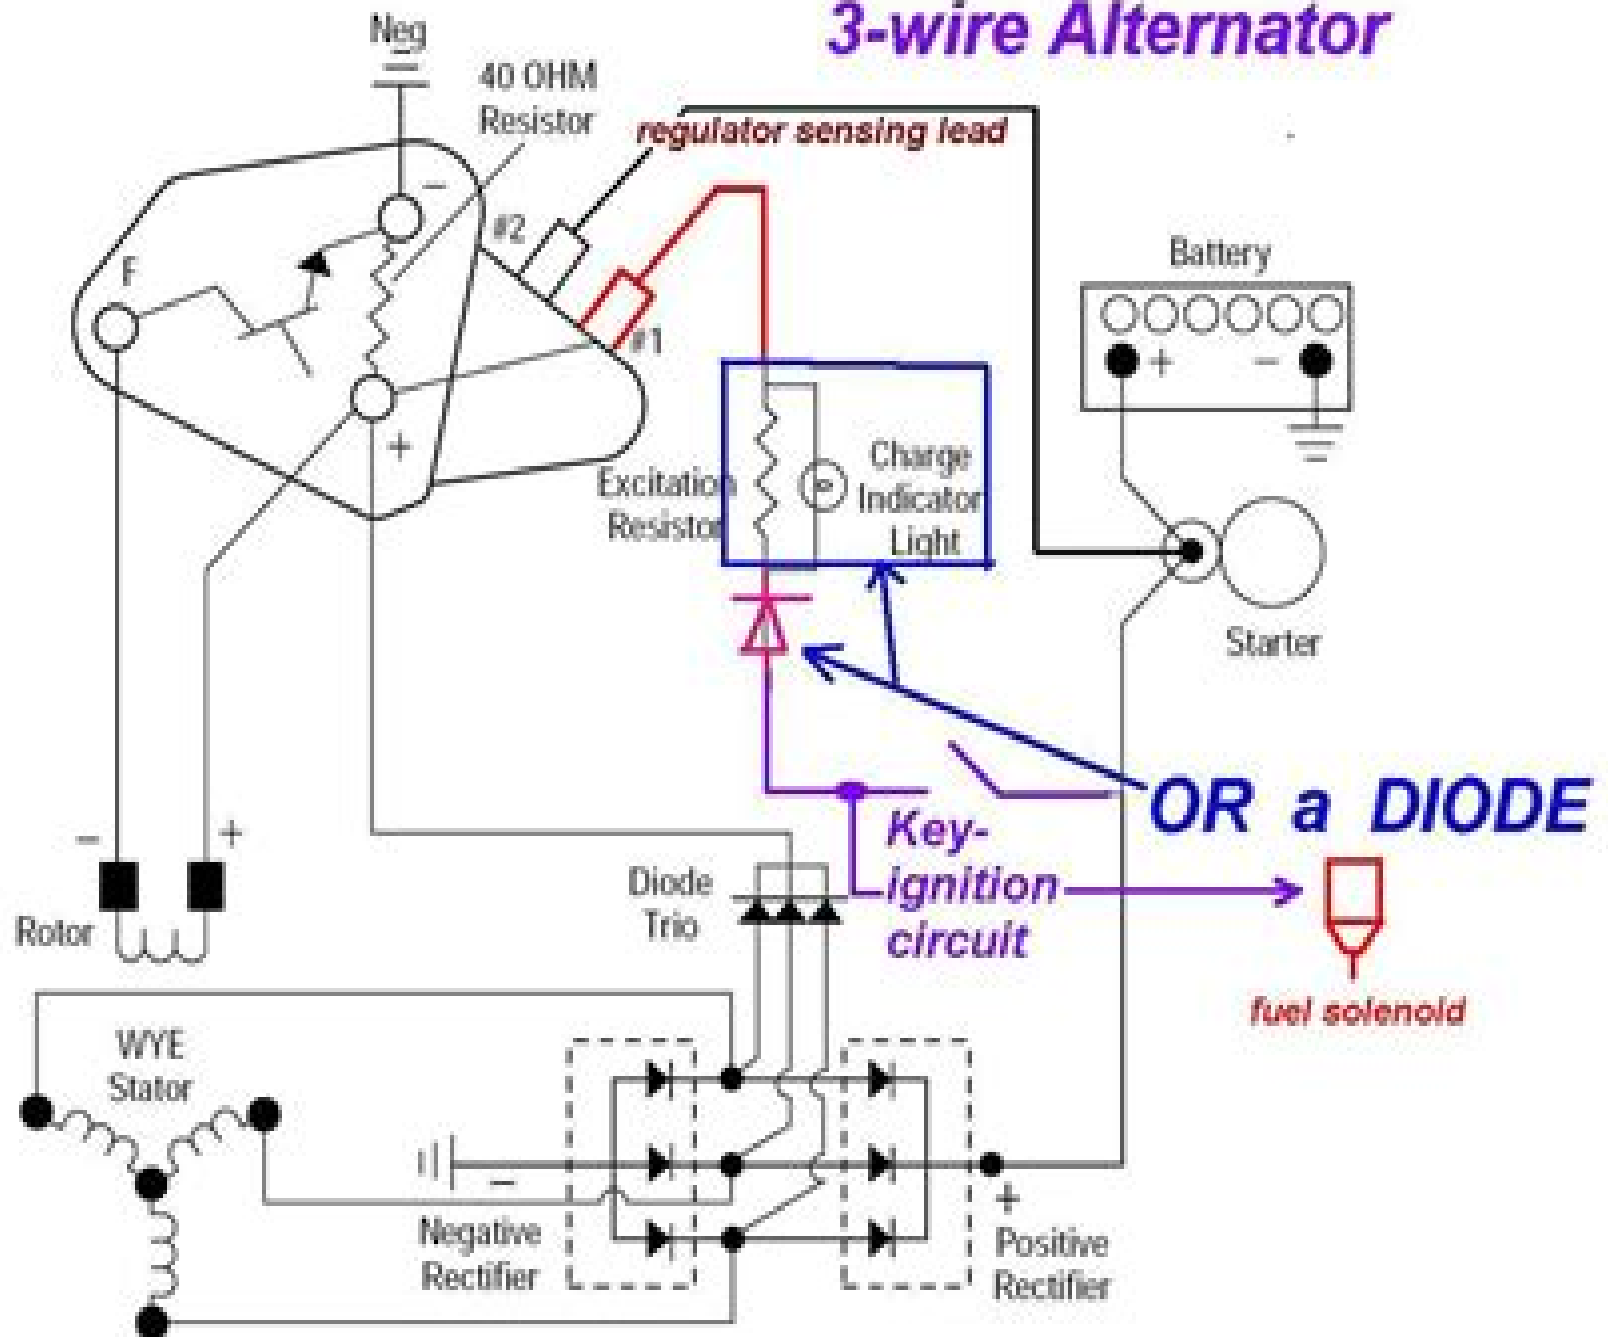 3-wire Alternator
Neg
40 OHM
Resistor
regulator sensing lead
−
#2
F
#1
+
Battery
+ −
Excitation
Resistor
Charge
Indicator
Light
Starter
OR a DIODE
Key-
ignition
circuit
fuel solenoid
− +
Rotor
Diode
Trio
WYE
Stator
−
Negative
Rectifier
+
Positive
Rectifier